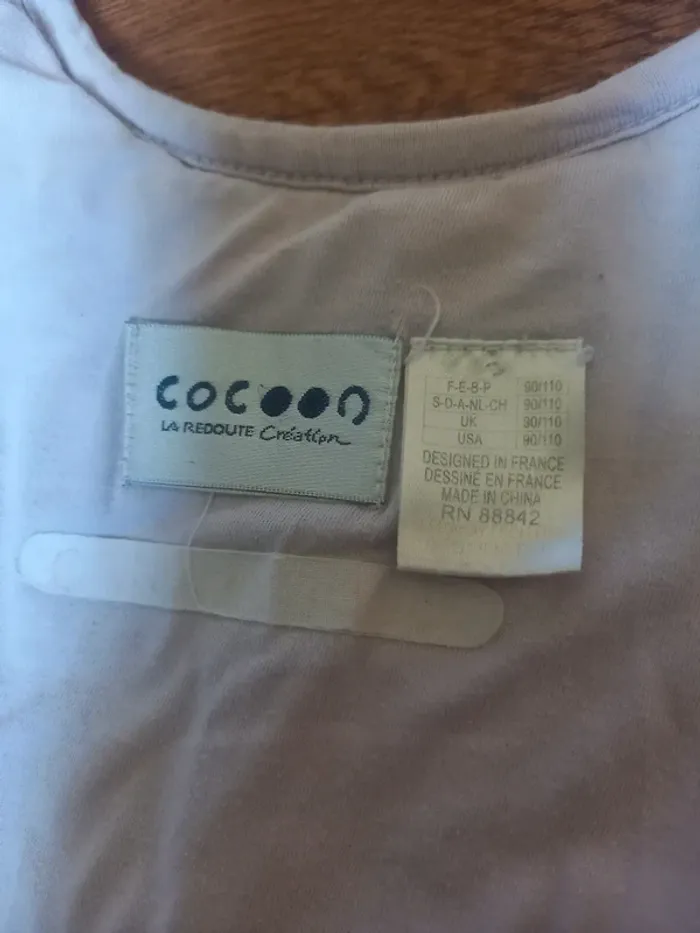 cocoon
LA REDOUTE Création
F-E-B-P 90/110
S-D-A-NL-CH 90/110
UK 90/110
USA 90/110
DESIGNED IN FRANCE
DESSINÉ EN FRANCE
MADE IN CHINA
RN 88842